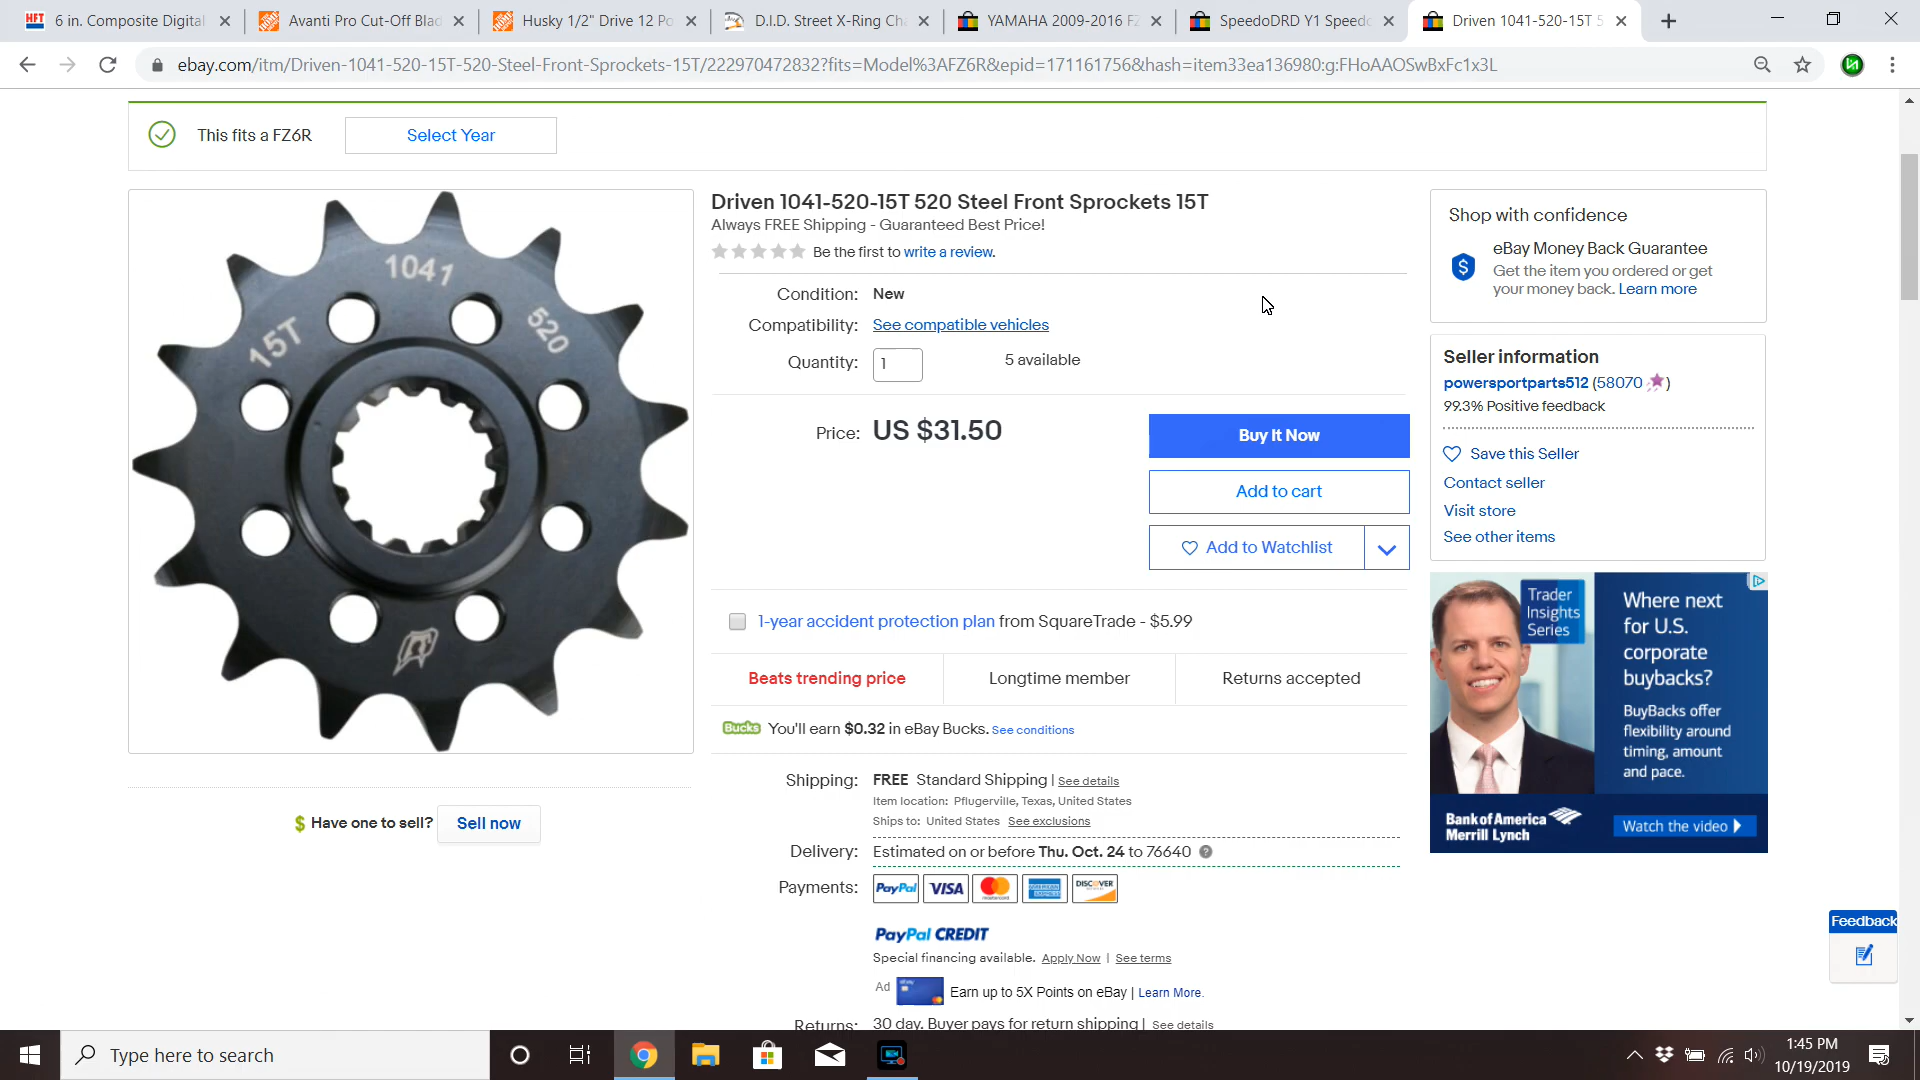 HFT 6 in. Composite Digital
Avanti Pro Cut-Off Blad
Husky 1/2" Drive 12 Po
D.I.D. Street X-Ring Ch
YAMAHA 2009-2016 FZ
SpeedoDRD Y1 Speedo
Driven 1041-520-15T 5
ebay.com/itm/Driven-1041-520-15T-520-Steel-Front-Sprockets-15T/222970472832?fits=Model%3AFZ6R&epid=171161756&hash=item33ea136980:g:FHoAAOSwBxFc1x3L
This fits a FZ6R
Select Year
1041
15T
520
Driven 1041-520-15T 520 Steel Front Sprockets 15T
Always FREE Shipping - Guaranteed Best Price!
Be the first to write a review.
Condition: New
Compatibility: See compatible vehicles
Quantity: 1 5 available
Price: US $31.50
Buy It Now
Add to cart
Add to Watchlist
1-year accident protection plan from SquareTrade - $5.99
Beats trending price
Longtime member
Returns accepted
Bucks You'll earn $0.32 in eBay Bucks. See conditions
Shipping: FREE Standard Shipping | See details
Item location: Pflugerville, Texas, United States
Ships to: United States See exclusions
Delivery: Estimated on or before Thu. Oct. 24 to 76640 ?
Payments: PayPal VISA mastercard AMERICAN EXPRESS DISCOVER
PayPal CREDIT
Special financing available. Apply Now | See terms
Ad Earn up to 5X Points on eBay | Learn More.
Returns: 30 day. Buyer pays for return shipping | See details
Have one to sell? Sell now
Shop with confidence
eBay Money Back Guarantee
Get the item you ordered or get
your money back. Learn more
Seller information
powersportparts512 (58070 )
99.3% Positive feedback
Save this Seller
Contact seller
Visit store
See other items
Trader
Insights
Series
Where next
for U.S.
corporate
buybacks?
BuyBacks offer
flexibility around
timing, amount
and pace.
Bank of America
Merrill Lynch
Watch the video
Feedback
Type here to search
1:45 PM
10/19/2019